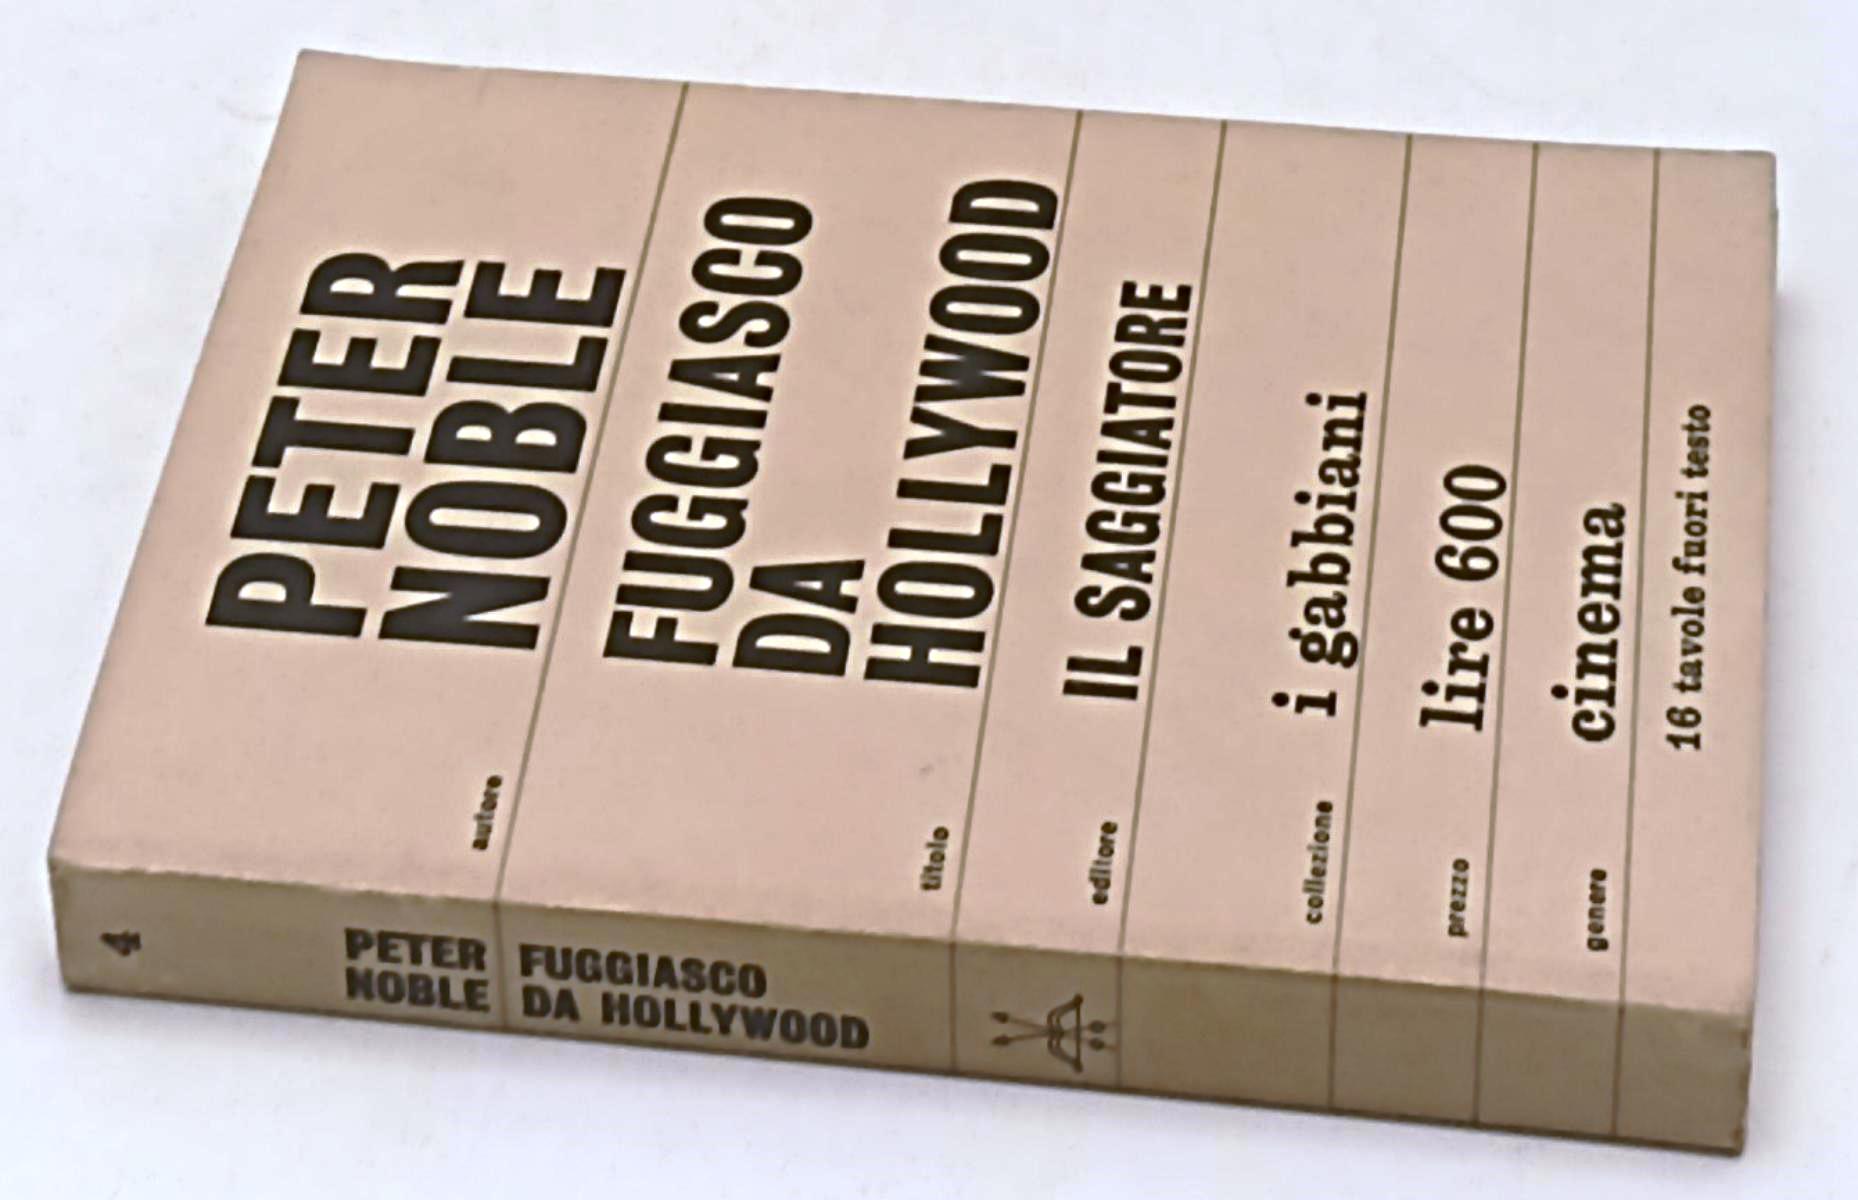 autore
PETER
NOBLE
titolo
FUGGIASCO
DA
HOLLYWOOD
editore
IL SAGGIATORE
collezione
i gabbiani
prezzo
lire 600
genere
cinema
16 tavole fuori testo
4
PETER
NOBLE
FUGGIASCO
DA HOLLYWOOD